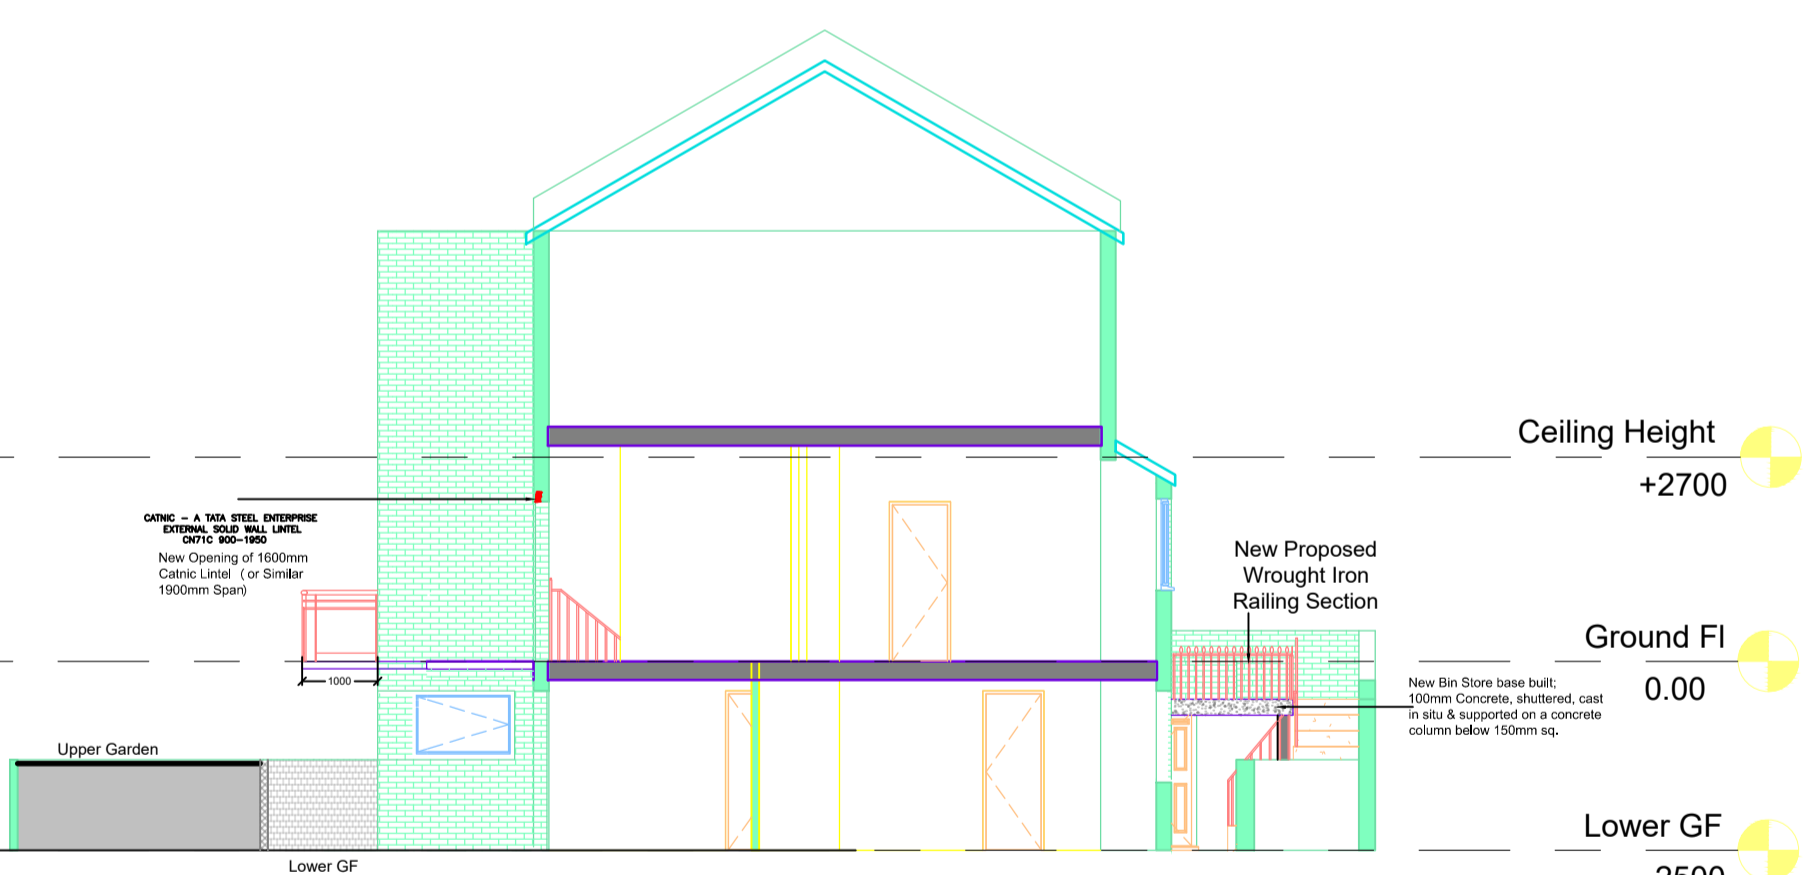 Ceiling Height
+2700
CATNIC - A TATA STEEL ENTERPRISE
EXTERNAL SOLID WALL LINTEL
CN71C 900-1950
New Opening of 1600mm
Catnic Lintel ( or Similar
1900mm Span)
New Proposed
Wrought Iron
Railing Section
Ground Fl
0.00
1000
New Bin Store base built;
100mm Concrete, shuttered, cast
in situ & supported on a concrete
column below 150mm sq.
Upper Garden
Lower GF
Lower GF